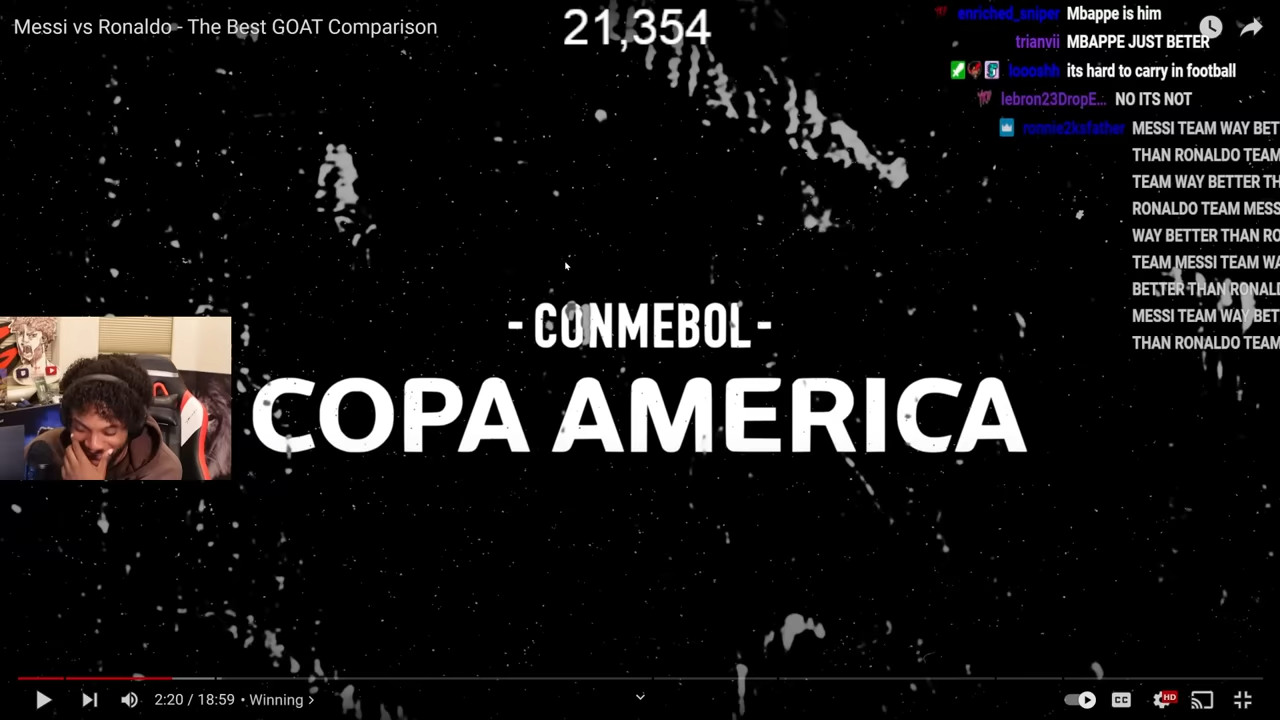 Messi vs Ronaldo - The Best GOAT Comparison
21,354
enriched_sniper Mbappe is him
trianvii MBAPPE JUST BETER
loooshh its hard to carry in football
lebron23DropE... NO ITS NOT
ronnie2ksfather MESSI TEAM WAY BET
THAN RONALDO TEAM
TEAM WAY BETTER TH
RONALDO TEAM MESS
WAY BETTER THAN RO
TEAM MESSI TEAM WA
BETTER THAN RONALD
MESSI TEAM WAY BET
THAN RONALDO TEAM
- CONMEBOL -
COPA AMERICA
2:20 / 18:59 • Winning >
CC
HD